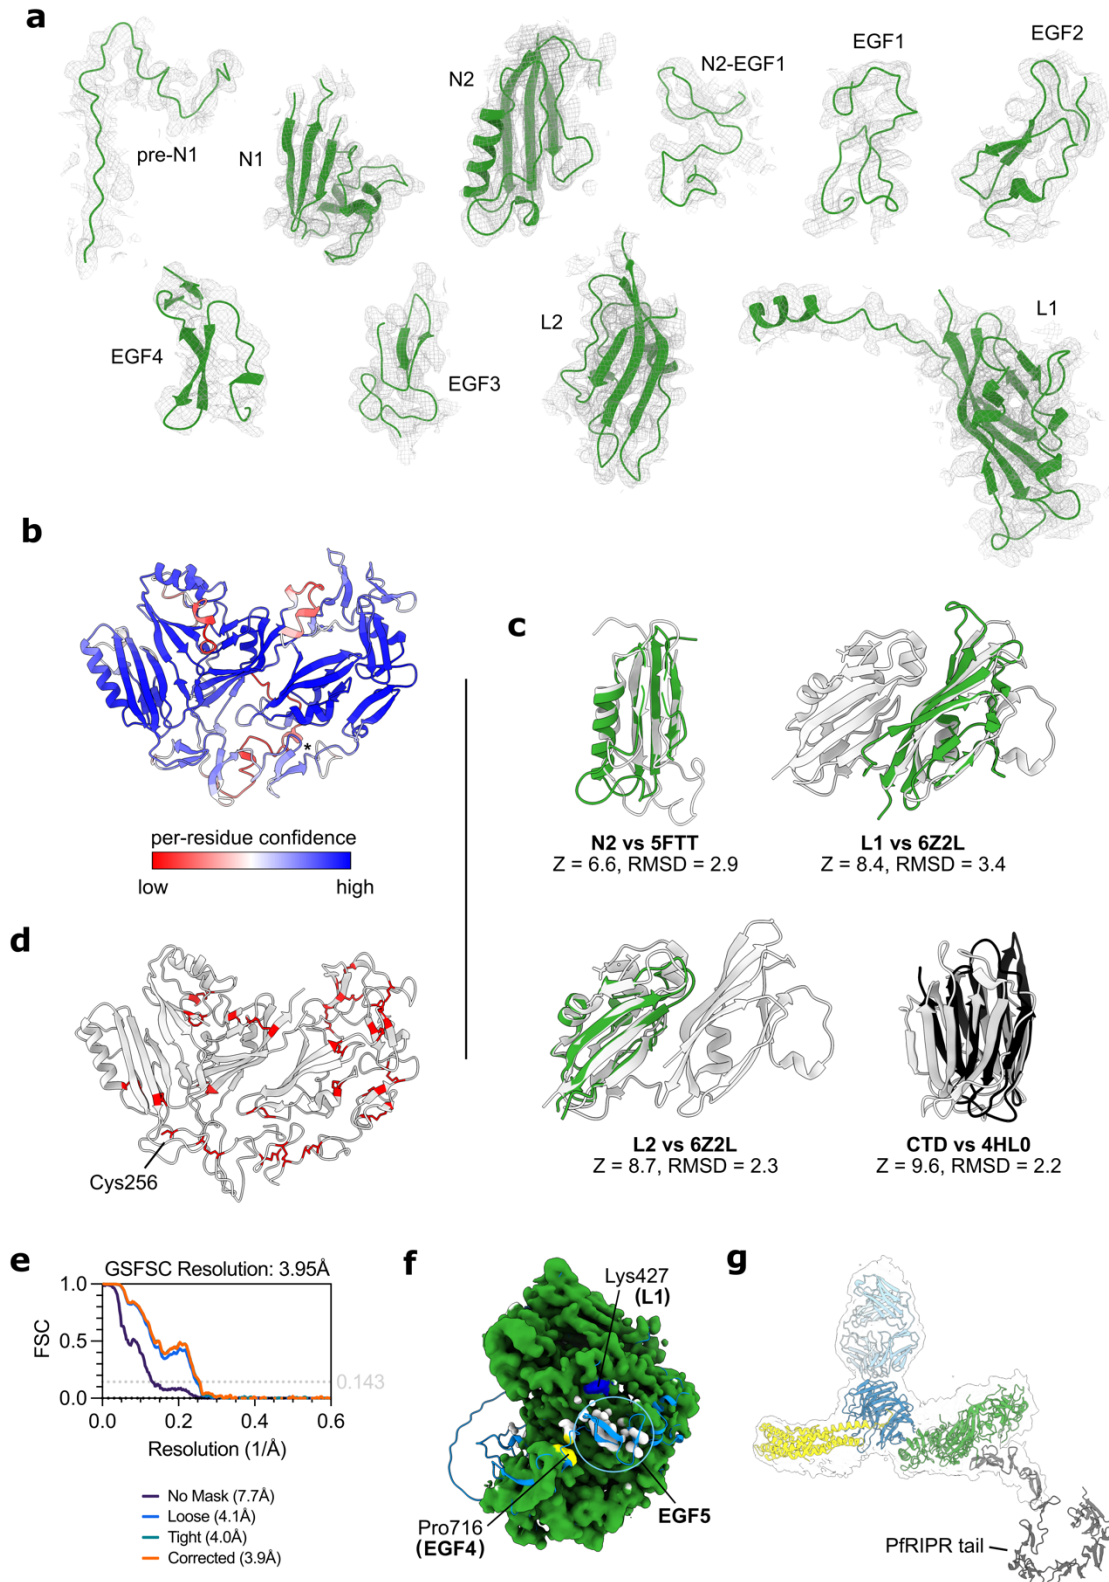 a
pre-N1
N1
N2
N2-EGF1
EGF1
EGF2
EGF4
EGF3
L2
L1
b
per-residue confidence
low
high
*
c
N2 vs 5FTT
Z = 6.6, RMSD = 2.9
L1 vs 6Z2L
Z = 8.4, RMSD = 3.4
L2 vs 6Z2L
Z = 8.7, RMSD = 2.3
CTD vs 4HL0
Z = 9.6, RMSD = 2.2
d
Cys256
e
GSFSC Resolution: 3.95Å
FSC
1.0
0.5
0.0
0.143
0.0
0.2
0.4
0.6
Resolution (1/Å)
No Mask (7.7Å)
Loose (4.1Å)
Tight (4.0Å)
Corrected (3.9Å)
f
Lys427
(L1)
Pro716
(EGF4)
EGF5
g
PfRIPR tail